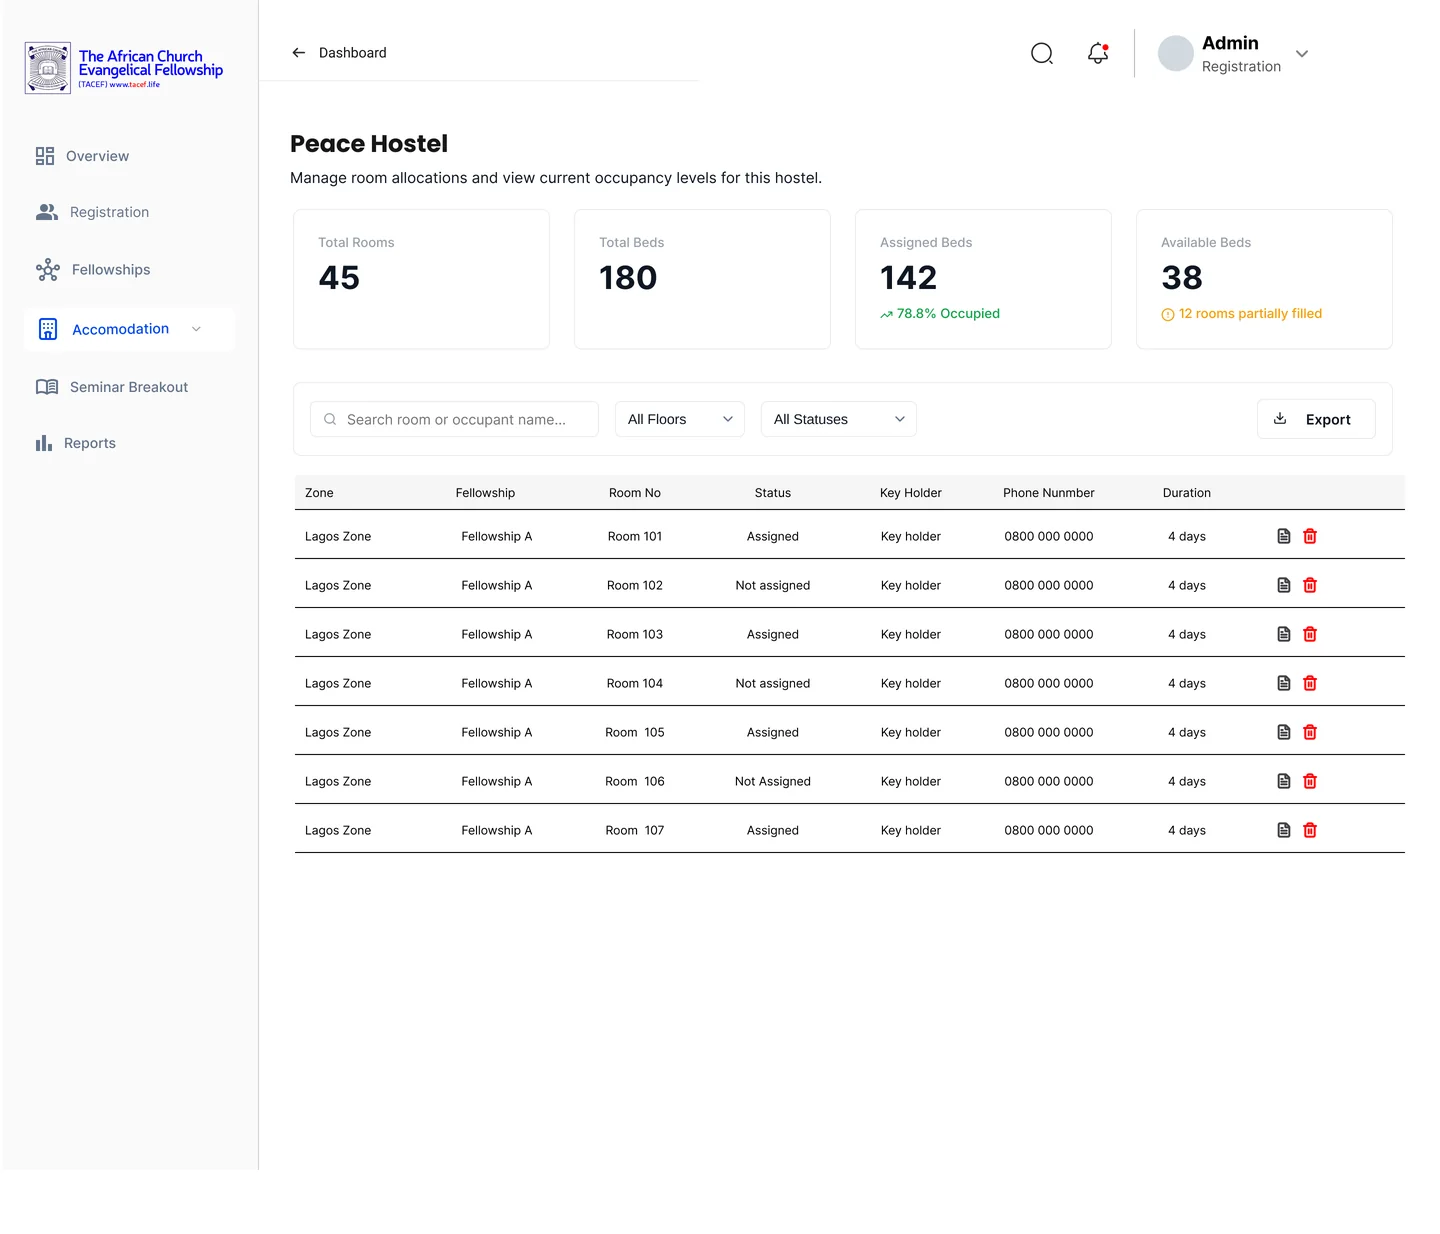 The African Church
Evangelical Fellowship
(TACEF) www.tacef.life
Dashboard
Admin
Registration
Overview
Registration
Fellowships
Accomodation
Seminar Breakout
Reports
Peace Hostel
Manage room allocations and view current occupancy levels for this hostel.
Total Rooms
45
Total Beds
180
Assigned Beds
142
78.8% Occupied
Available Beds
38
12 rooms partially filled
Search room or occupant name...
All Floors
All Statuses
Export
Zone Fellowship Room No Status Key Holder Phone Nunmber Duration
Lagos Zone Fellowship A Room 101 Assigned Key holder 0800 000 0000 4 days
Lagos Zone Fellowship A Room 102 Not assigned Key holder 0800 000 0000 4 days
Lagos Zone Fellowship A Room 103 Assigned Key holder 0800 000 0000 4 days
Lagos Zone Fellowship A Room 104 Not assigned Key holder 0800 000 0000 4 days
Lagos Zone Fellowship A Room 105 Assigned Key holder 0800 000 0000 4 days
Lagos Zone Fellowship A Room 106 Not Assigned Key holder 0800 000 0000 4 days
Lagos Zone Fellowship A Room 107 Assigned Key holder 0800 000 0000 4 days